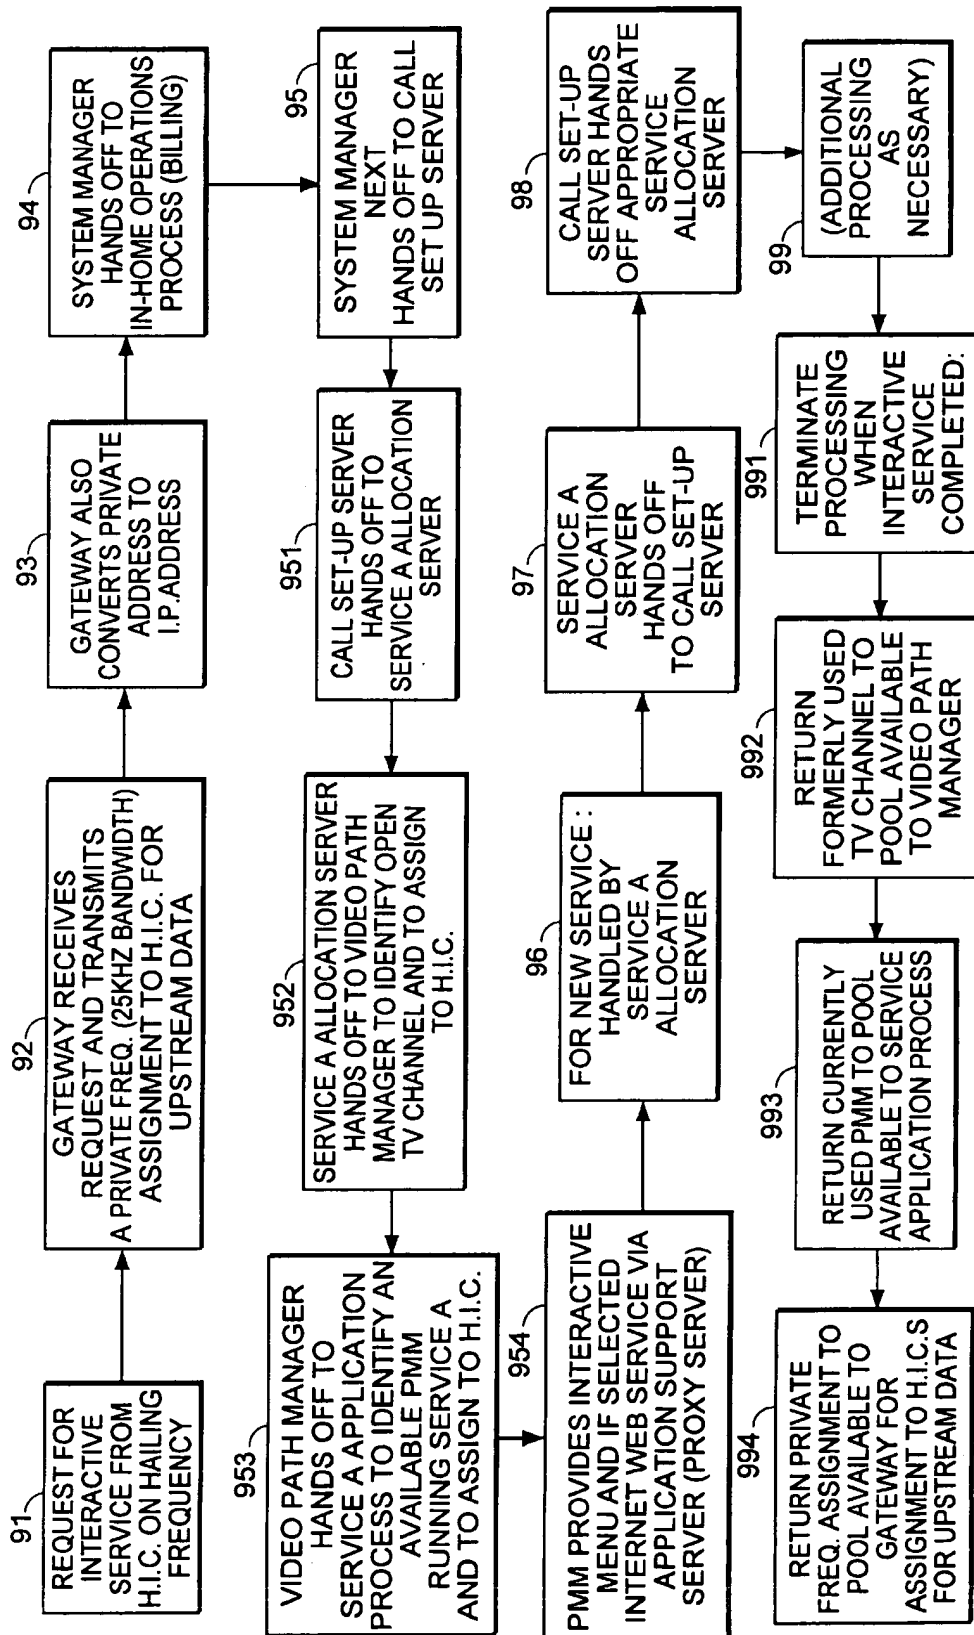 91
REQUEST FOR
INTERACTIVE
SERVICE FROM
H.I.C. ON HAILING
FREQUENCY
92
GATEWAY RECEIVES
REQUEST AND TRANSMITS
A PRIVATE FREQ. (25KHZ BANDWIDTH)
ASSIGNMENT TO H.I.C. FOR
UPSTREAM DATA
93
GATEWAY ALSO
CONVERTS PRIVATE
ADDRESS TO
I.P. ADDRESS
94
SYSTEM MANAGER
HANDS OFF TO
IN-HOME OPERATIONS
PROCESS (BILLING)
95
SYSTEM MANAGER
NEXT
HANDS OFF TO CALL
SET UP SERVER
951
CALL SET-UP SERVER
HANDS OFF TO
SERVICE A ALLOCATION
SERVER
952
SERVICE A ALLOCATION SERVER
HANDS OFF TO VIDEO PATH
MANAGER TO IDENTIFY OPEN
TV CHANNEL AND TO ASSIGN
TO H.I.C.
953
VIDEO PATH MANAGER
HANDS OFF TO
SERVICE A APPLICATION
PROCESS TO IDENTIFY AN
AVAILABLE PMM
RUNNING SERVICE A
AND TO ASSIGN TO H.I.C.
954
PMM PROVIDES INTERACTIVE
MENU AND IF SELECTED
INTERNET WEB SERVICE VIA
APPLICATION SUPPORT
SERVER (PROXY SERVER)
96
FOR NEW SERVICE :
HANDLED BY
SERVICE A
ALLOCATION
SERVER
97
SERVICE A
ALLOCATION
SERVER
HANDS OFF
TO CALL SET-UP
SERVER
98
CALL SET-UP
SERVER HANDS
OFF APPROPRIATE
SERVICE
ALLOCATION
SERVER
99
(ADDITIONAL
PROCESSING
AS
NECESSARY)
991
TERMINATE
PROCESSING
WHEN
INTERACTIVE
SERVICE
COMPLETED:
992
RETURN
FORMERLY USED
TV CHANNEL TO
POOL AVAILABLE
TO VIDEO PATH
MANAGER
993
RETURN CURRENTLY
USED PMM TO POOL
AVAILABLE TO SERVICE
APPLICATION PROCESS
994
RETURN PRIVATE
FREQ. ASSIGNMENT TO
POOL AVAILABLE TO
GATEWAY FOR
ASSIGNMENT TO H.I.C.S
FOR UPSTREAM DATA